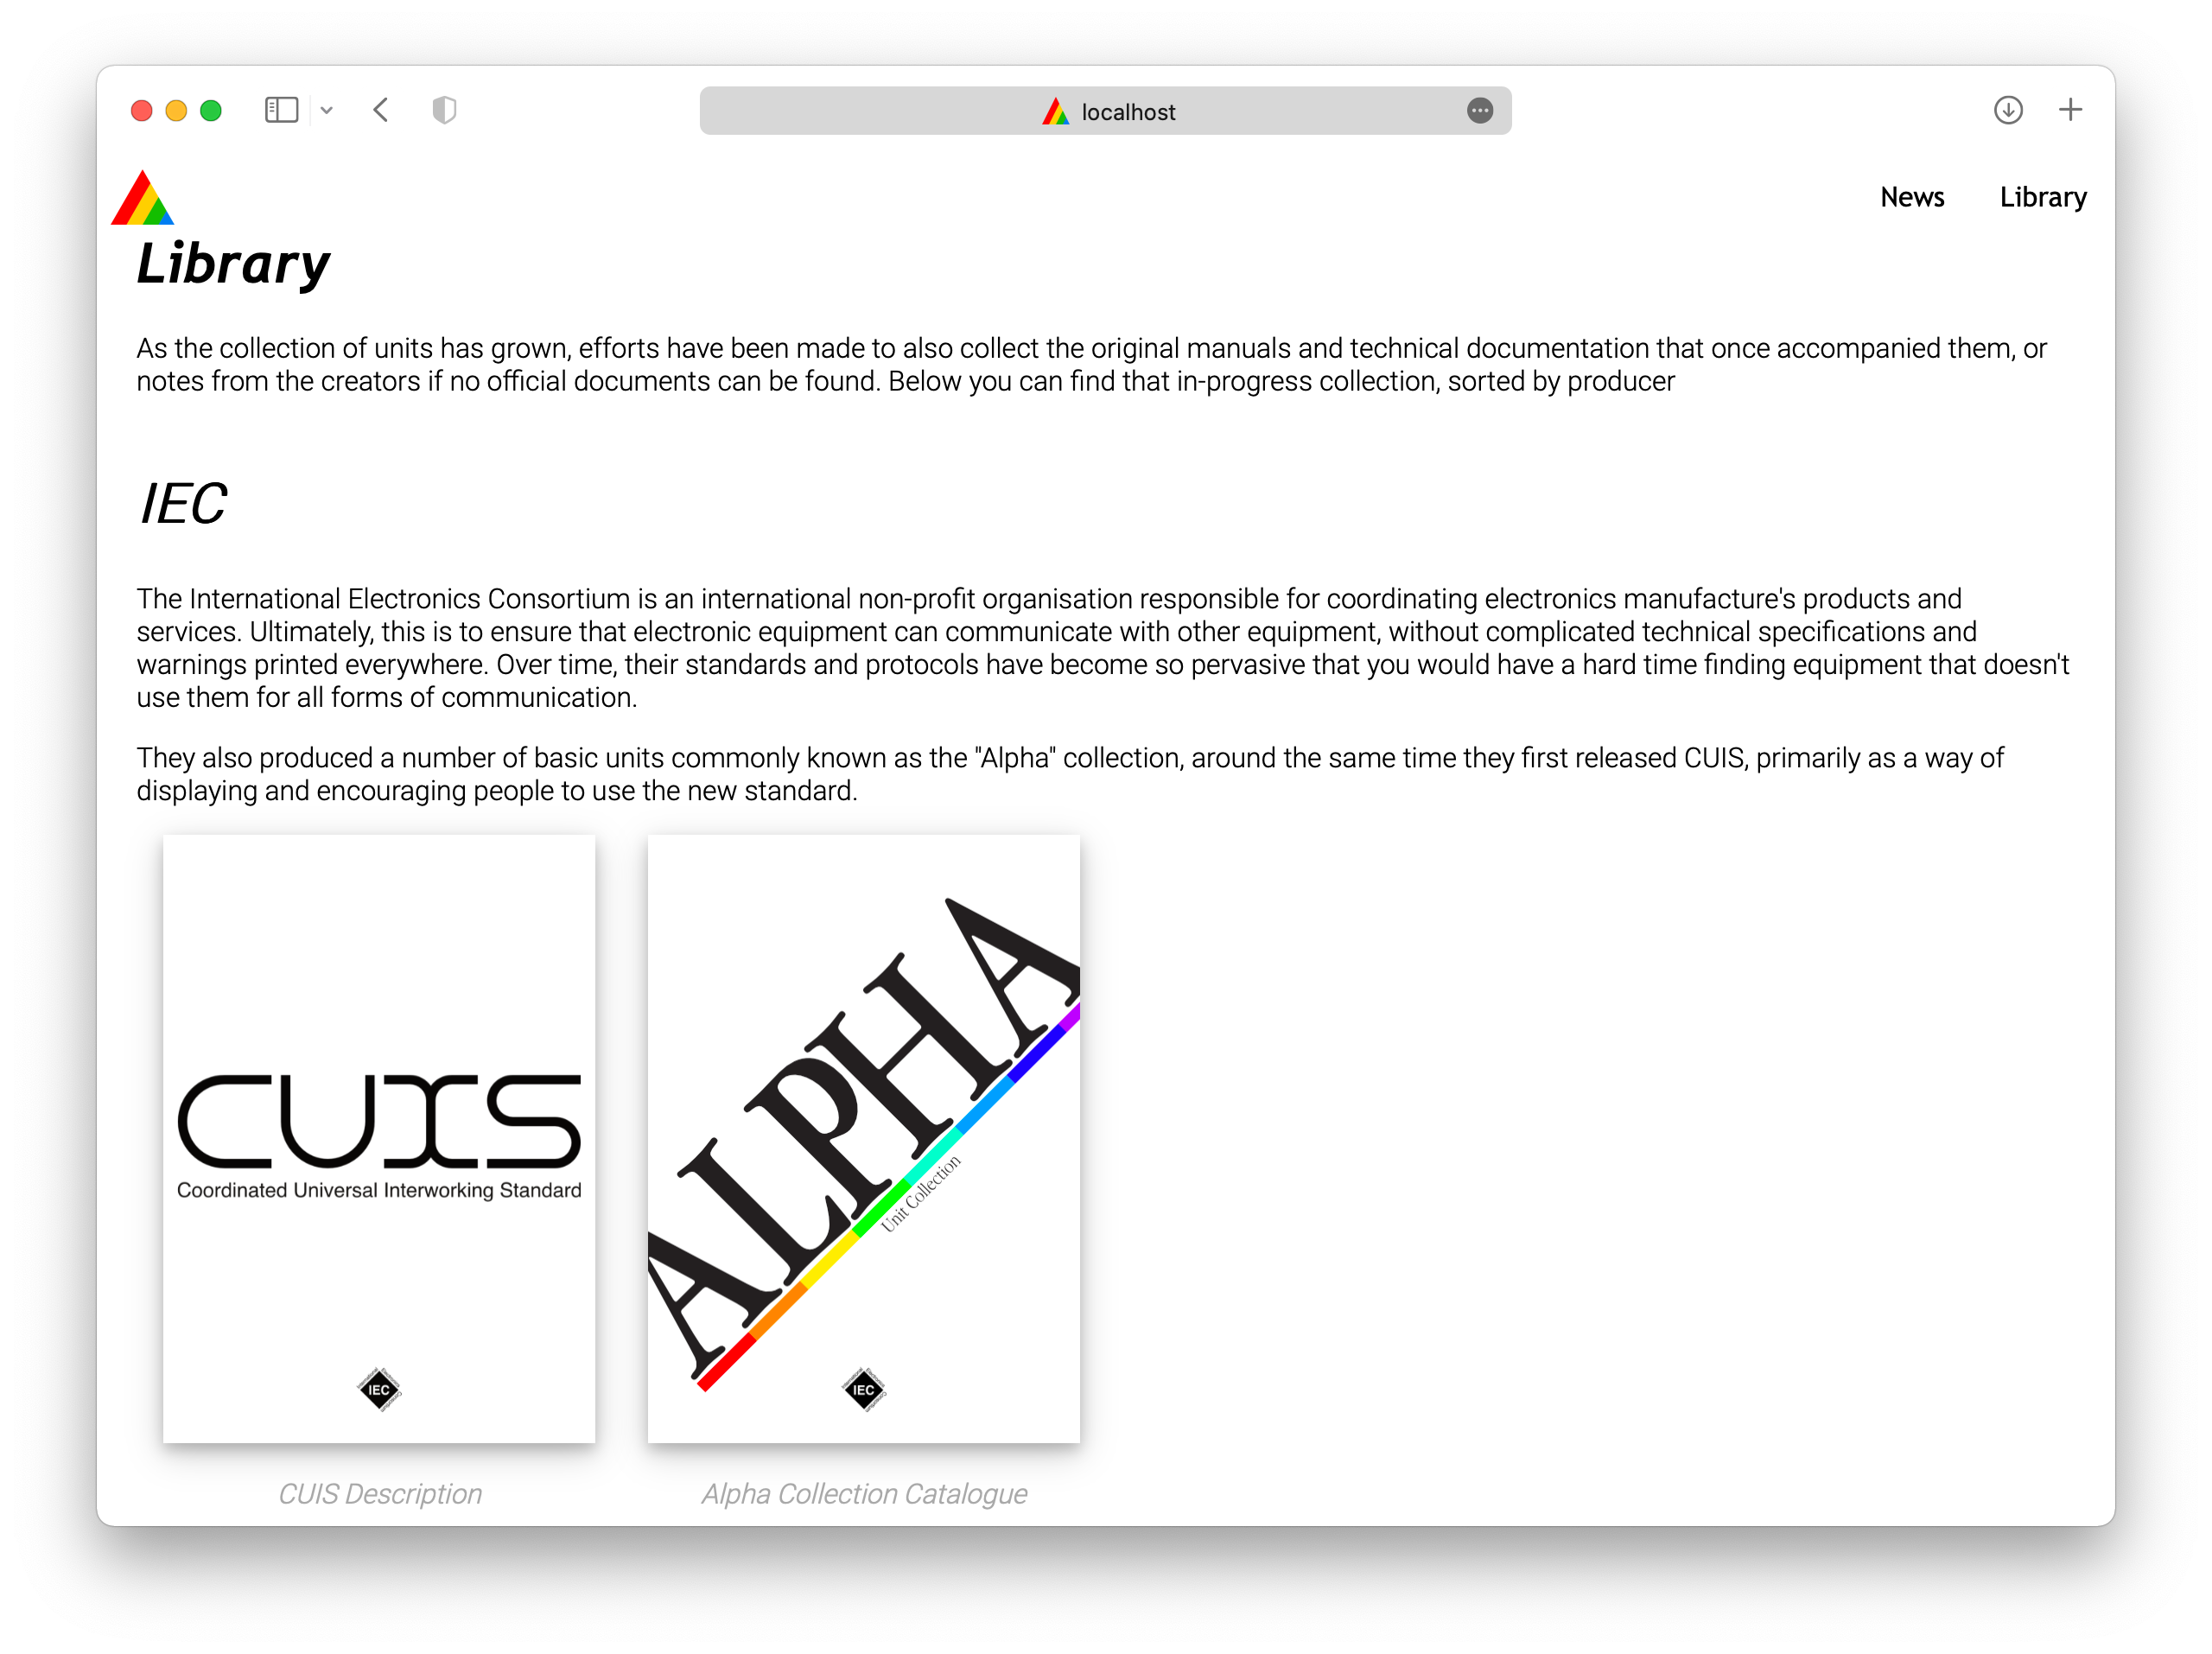 localhost
News Library
Library
As the collection of units has grown, efforts have been made to also collect the original manuals and technical documentation that once accompanied them, or
notes from the creators if no official documents can be found. Below you can find that in-progress collection, sorted by producer
IEC
The International Electronics Consortium is an international non-profit organisation responsible for coordinating electronics manufacture's products and
services. Ultimately, this is to ensure that electronic equipment can communicate with other equipment, without complicated technical specifications and
warnings printed everywhere. Over time, their standards and protocols have become so pervasive that you would have a hard time finding equipment that doesn't
use them for all forms of communication.
They also produced a number of basic units commonly known as the "Alpha" collection, around the same time they first released CUIS, primarily as a way of
displaying and encouraging people to use the new standard.
CUIS
Coordinated Universal Interworking Standard
IEC
ALPHA
Unit Collection
IEC
CUIS Description
Alpha Collection Catalogue